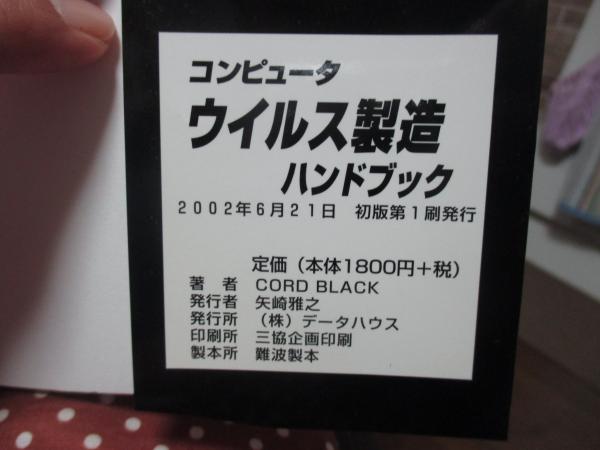 コンピュータ
ウイルス製造
ハンドブック
2002年6月21日 初版第1刷発行
定価（本体1800円＋税）
著 者 CORD BLACK
発行者 矢崎雅之
発行所 （株）データハウス
印刷所 三協企画印刷
製本所 難波製本